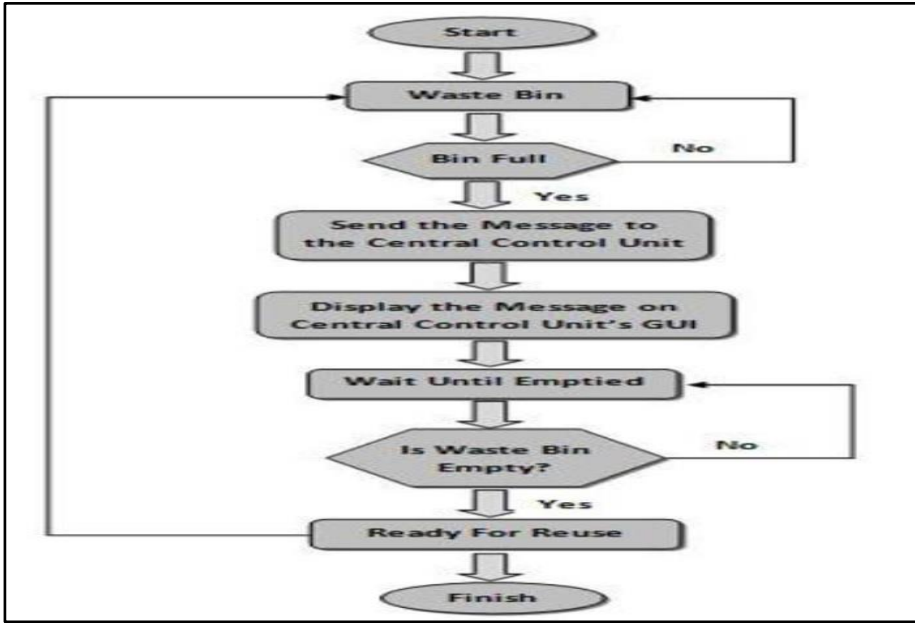 Start
Waste Bin
Bin Full
No
Yes
Send the Message to
the Central Control Unit
Display the Message on
Central Control Unit's GUI
Wait Until Emptied
Is Waste Bin
Empty?
No
Yes
Ready For Reuse
Finish